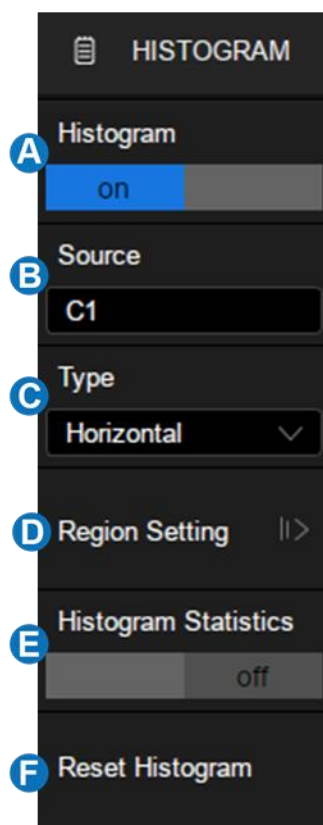 HISTOGRAM
A
Histogram
on
B
Source
C1
C
Type
Horizontal
D
Region Setting
E
Histogram Statistics
off
F
Reset Histogram